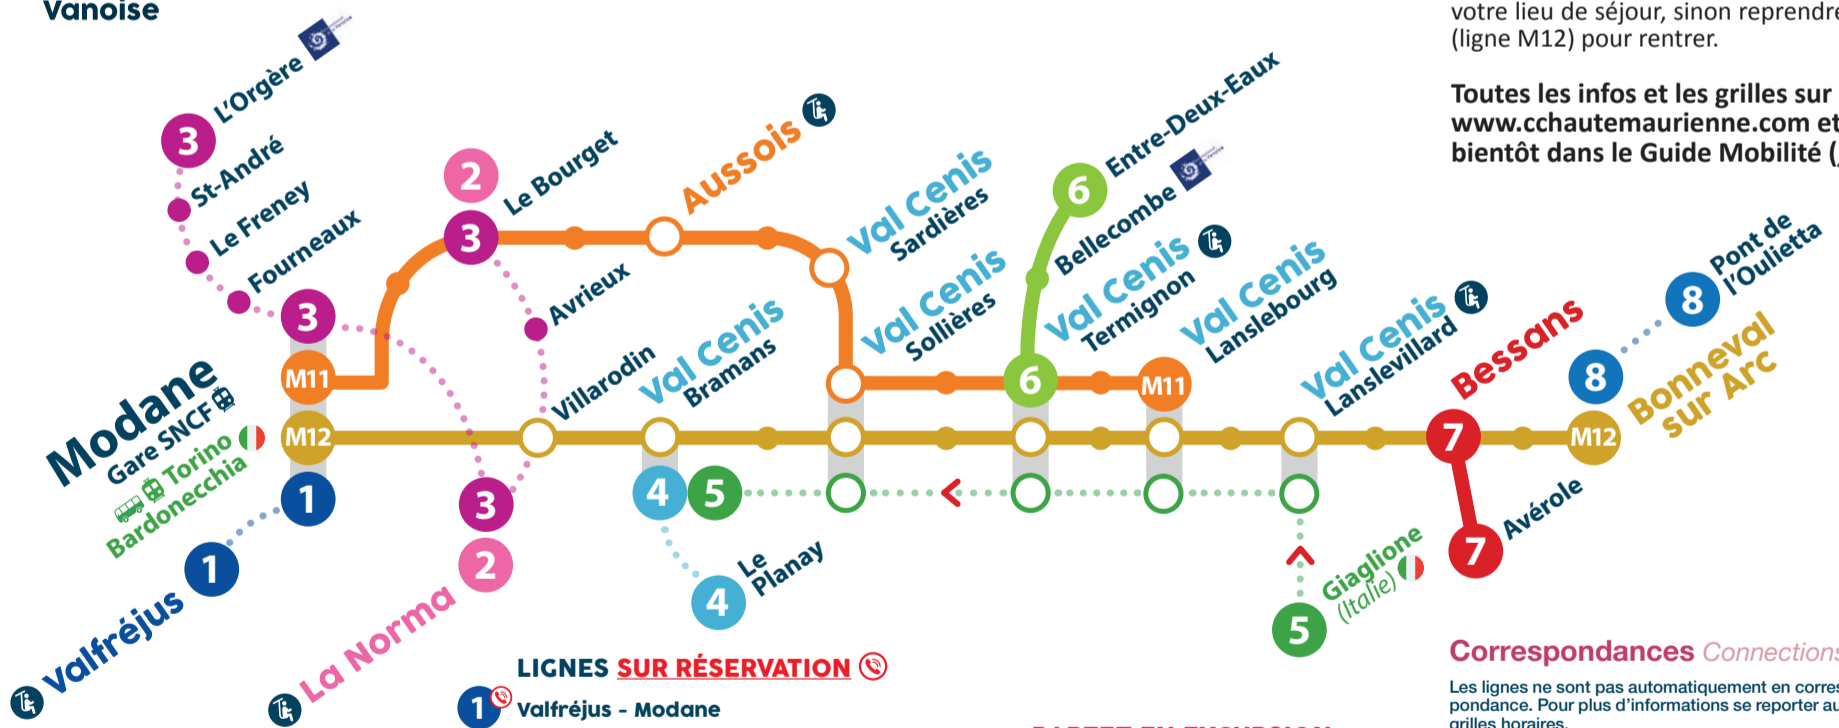 Vanoise
votre lieu de séjour, sinon reprendre
(ligne M12) pour rentrer.
Toutes les infos et les grilles sur
www.cchautemaurienne.com et
bientôt dans le Guide Mobilité (
3
L'Orgère
St-André
Le Freney
Fourneaux
3
M11
M12
1
Modane
Gare SNCF
Torino
Bardonecchia
1
Valfréjus
2
3
Le Bourget
Avrieux
Aussois
Val Cenis
Sardières
Val Cenis
Sollières
Villarodin
Val Cenis
Bramans
3
2
La Norma
4
5
4
Le
Planay
6
Entre-Deux-Eaux
Bellecombe
Val Cenis
Termignon
6
Val Cenis
Lanslebourg
M11
Val Cenis
Lanslevillard
<
5
Giaglione
(Italie)
Bessans
7
7
Avérole
8
Pont de
l'Oulietta
8
M12
Bonneval
sur Arc
LIGNES SUR RÉSERVATION
1
Valfréjus - Modane
PARTEZ EN EXCURSION
Correspondances Connections
Les lignes ne sont pas automatiquement en corres
pondance. Pour plus d'informations se reporter au
grilles horaires.